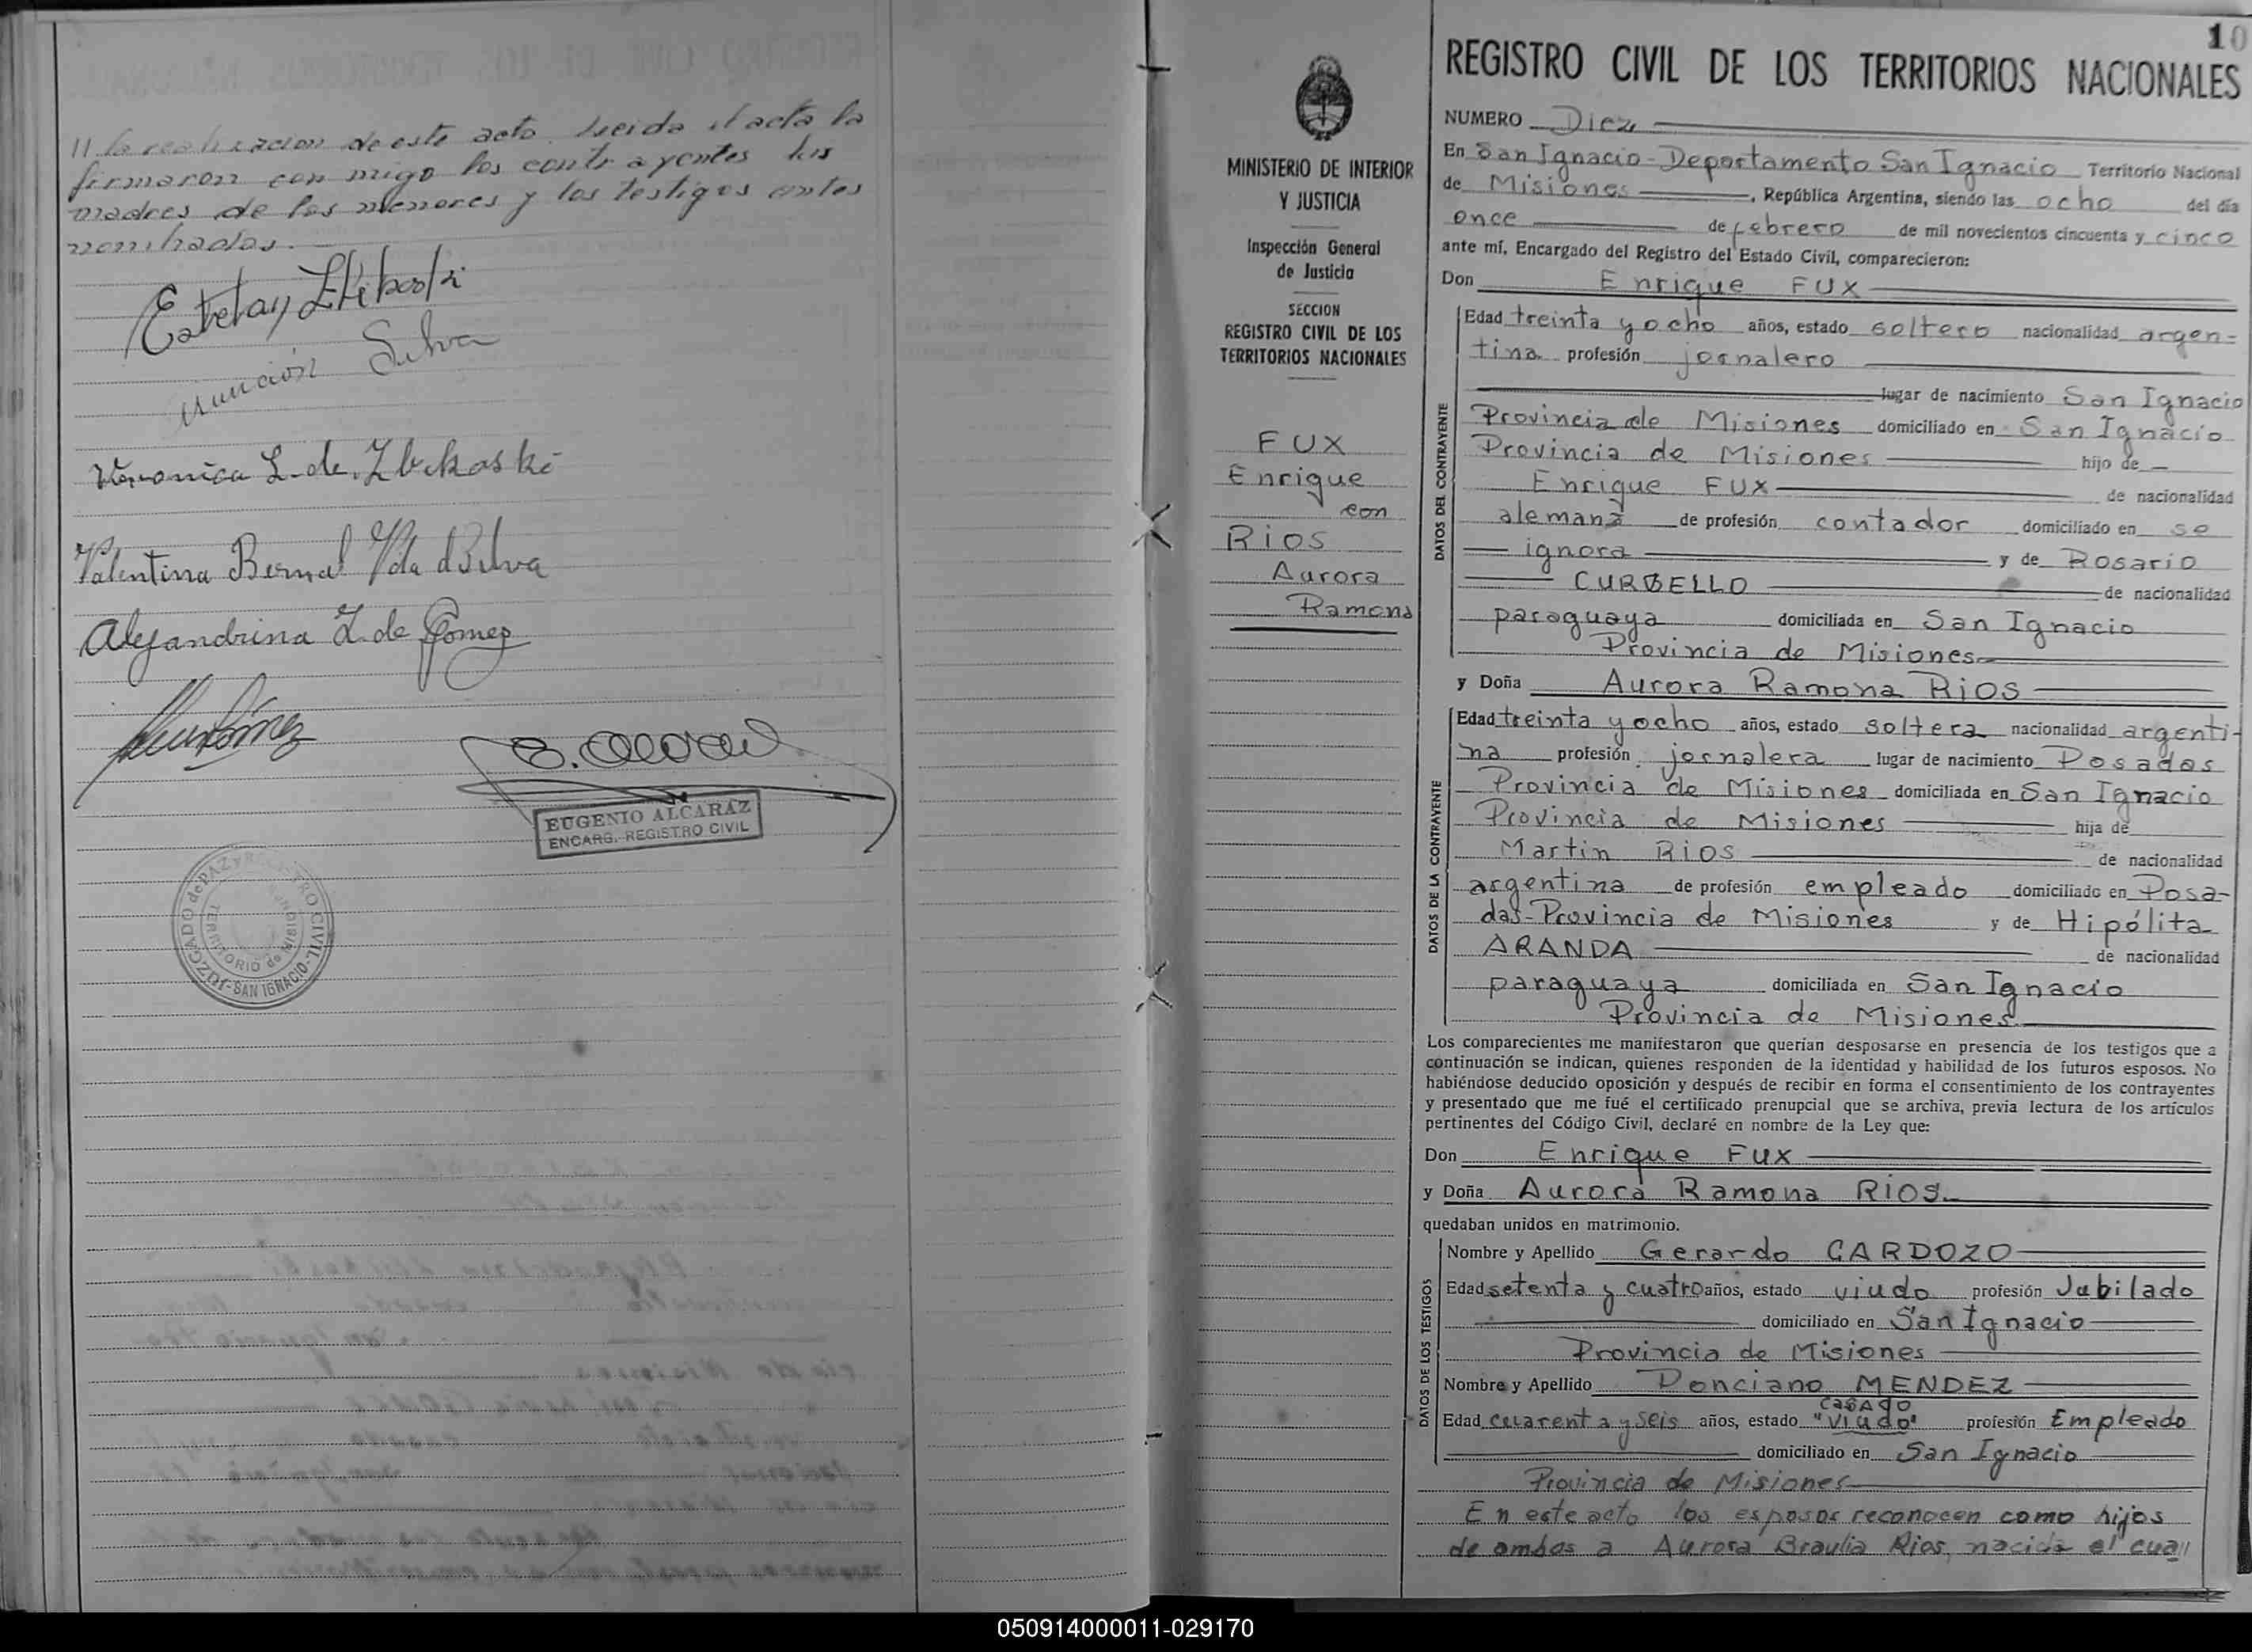 // la realizacion de este acto. Leida el acta la
firmaron con migo los contrayentes las
madres de los menores y los testigos antes
nombrados.
Silva
Veronica Z. de Zbikoski
Valentina Bernal Vda d Silva
Alejandrina Z. de Gomez
EUGENIO ALCARAZ
ENCARG. REGISTRO CIVIL
JUZGADO de PAZ Y REGISTRO CIVIL
SAN IGNACIO
TERRITORIO de MISIONES
10
MINISTERIO DE INTERIOR
Y JUSTICIA
Inspección General
de Justicia
SECCION
REGISTRO CIVIL DE LOS
TERRITORIOS NACIONALES
FUX
Enrique
con
RIOS
Aurora
Ramona
REGISTRO CIVIL DE LOS TERRITORIOS NACIONALES
NUMERO Diez
En San Ignacio - Departamento San Ignacio Territorio Nacional
de Misiones, República Argentina, siendo las ocho del día
once de febrero de mil novecientos cincuenta y cinco
ante mí, Encargado del Registro del Estado Civil, comparecieron:
Don Enrique FUX
DATOS DEL CONTRAYENTE
Edad treinta y ocho años, estado soltero nacionalidad argen-
tina profesión jornalero
lugar de nacimiento San Ignacio
Provincia de Misiones domiciliado en San Ignacio
Provincia de Misiones hijo de
Enrique FUX de nacionalidad
alemana de profesión contador domiciliado en se
ignora y de Rosario
CURBELLO de nacionalidad
paraguaya domiciliada en San Ignacio
Provincia de Misiones
y Doña Aurora Ramona RIOS
DATOS DE LA CONTRAYENTE
Edad treinta y ocho años, estado soltera nacionalidad argenti-
na profesión jornalera lugar de nacimiento Posadas
Provincia de Misiones domiciliada en San Ignacio
Provincia de Misiones hija de
Martin RIOS de nacionalidad
argentina de profesión empleado domiciliado en Posa-
das-Provincia de Misiones y de Hipólita
ARANDA de nacionalidad
paraguaya domiciliada en San Ignacio
Provincia de Misiones
Los comparecientes me manifestaron que querían desposarse en presencia de los testigos que a
continuación se indican, quienes responden de la identidad y habilidad de los futuros esposos. No
habiéndose deducido oposición y después de recibir en forma el consentimiento de los contrayentes
y presentado que me fué el certificado prenupcial que se archiva, previa lectura de los artículos
pertinentes del Código Civil, declaré en nombre de la Ley que:
Don Enrique FUX
y Doña Aurora Ramona RIOS
quedaban unidos en matrimonio.
DATOS DE LOS TESTIGOS
Nombre y Apellido Gerardo CARDOZO
Edad setenta y cuatro años, estado viudo profesión Jubilado
domiciliado en San Ignacio
Provincia de Misiones
Nombre y Apellido Ponciano MENDEZ
CASADO
Edad cuarenta y seis años, estado "viudo" profesión Empleado
domiciliado en San Ignacio
Provincia de Misiones
En este acto los esposos reconocen como hijos
de ambos a Aurora Braulia Rios, nacida el cua//
050914000011-029170